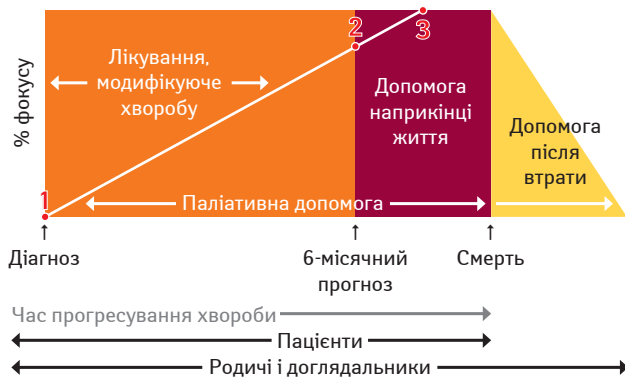 % фокусу
Лікування,
модифікуюче
хворобу
1
2
3
Допомога
наприкінці
життя
Допомога
після
втрати
Паліативна допомога
Діагноз
6-місячний
прогноз
Смерть
Час прогресування хвороби
Пацієнти
Родичі і доглядальники